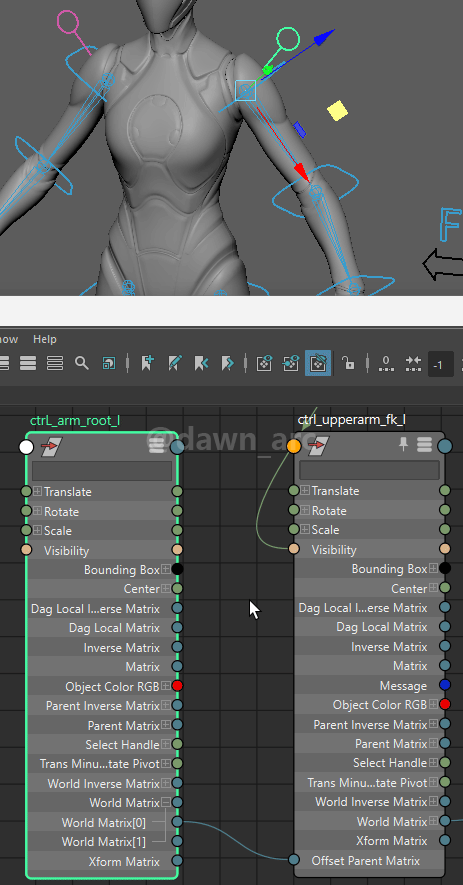 F
now Help
0 -1
ctrl_arm_root_l
ctrl_upperarm_fk_l
Translate
Rotate
Scale
Visibility
Bounding Box
Center
Dag Local I...erse Matrix
Dag Local Matrix
Inverse Matrix
Matrix
Object Color RGB
Parent Inverse Matrix
Parent Matrix
Select Handle
Trans Minu...tate Pivot
World Inverse Matrix
World Matrix
World Matrix[0]
World Matrix[1]
Xform Matrix
Translate
Rotate
Scale
Visibility
Bounding Box
Center
Dag Local I...erse Matrix
Dag Local Matrix
Inverse Matrix
Matrix
Message
Object Color RGB
Parent Inverse Matrix
Parent Matrix
Select Handle
Trans Minu...tate Pivot
World Inverse Matrix
World Matrix
Xform Matrix
Offset Parent Matrix